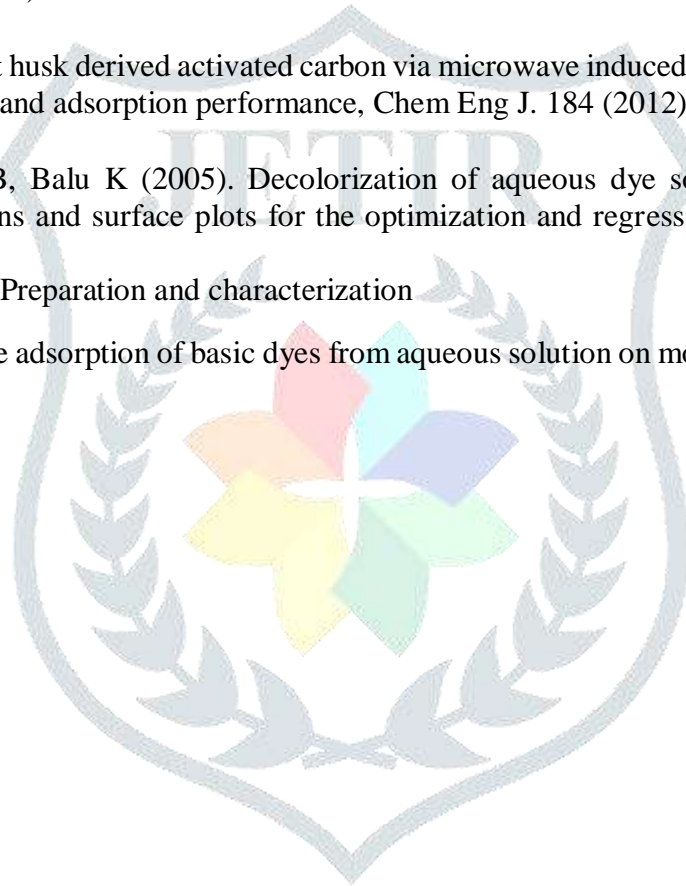 t husk derived activated carbon via microwave induced
and adsorption performance, Chem Eng J. 184 (2012)
JETIR
B, Balu K (2005). Decolorization of aqueous dye so
ns and surface plots for the optimization and regress
Preparation and characterization
e adsorption of basic dyes from aqueous solution on mo